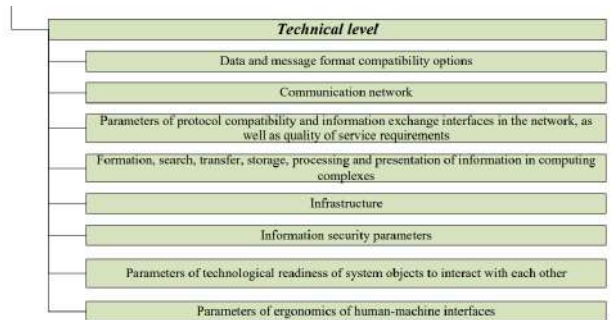 Technical level
Data and message format compatibility options
Communication network
Parameters of protocol compatibility and information exchange interfaces in the network, as
well as quality of service requirements
Formation, search, transfer, storage, processing and presentation of information in computing
complexes
Infrastructure
Information security parameters
Parameters of technological readiness of system objects to interact with each other
Parameters of ergonomics of human-machine interfaces